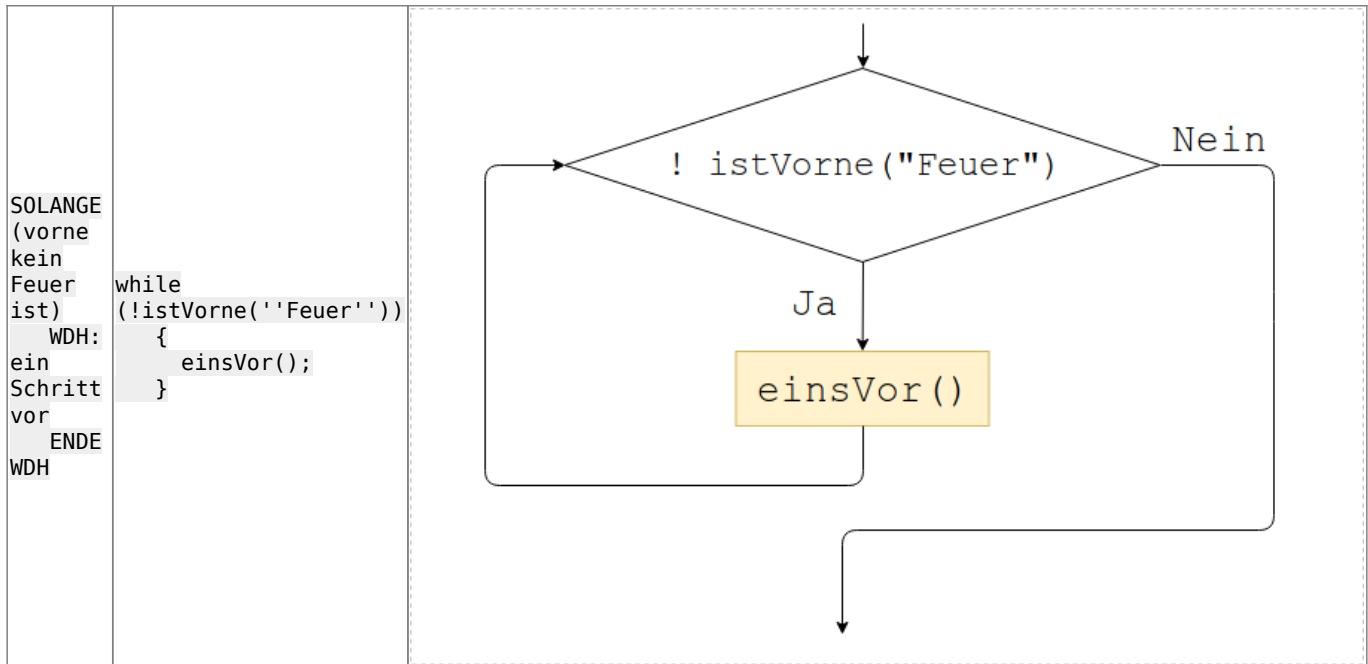 SOLANGE
(vorne
kein
Feuer
ist)
   WDH:
ein
Schritt
vor
   ENDE
WDH
while
(!istVorne(''Feuer''))
   {
     einsVor();
   }
! istVorne("Feuer")
Nein
Ja
einsVor()